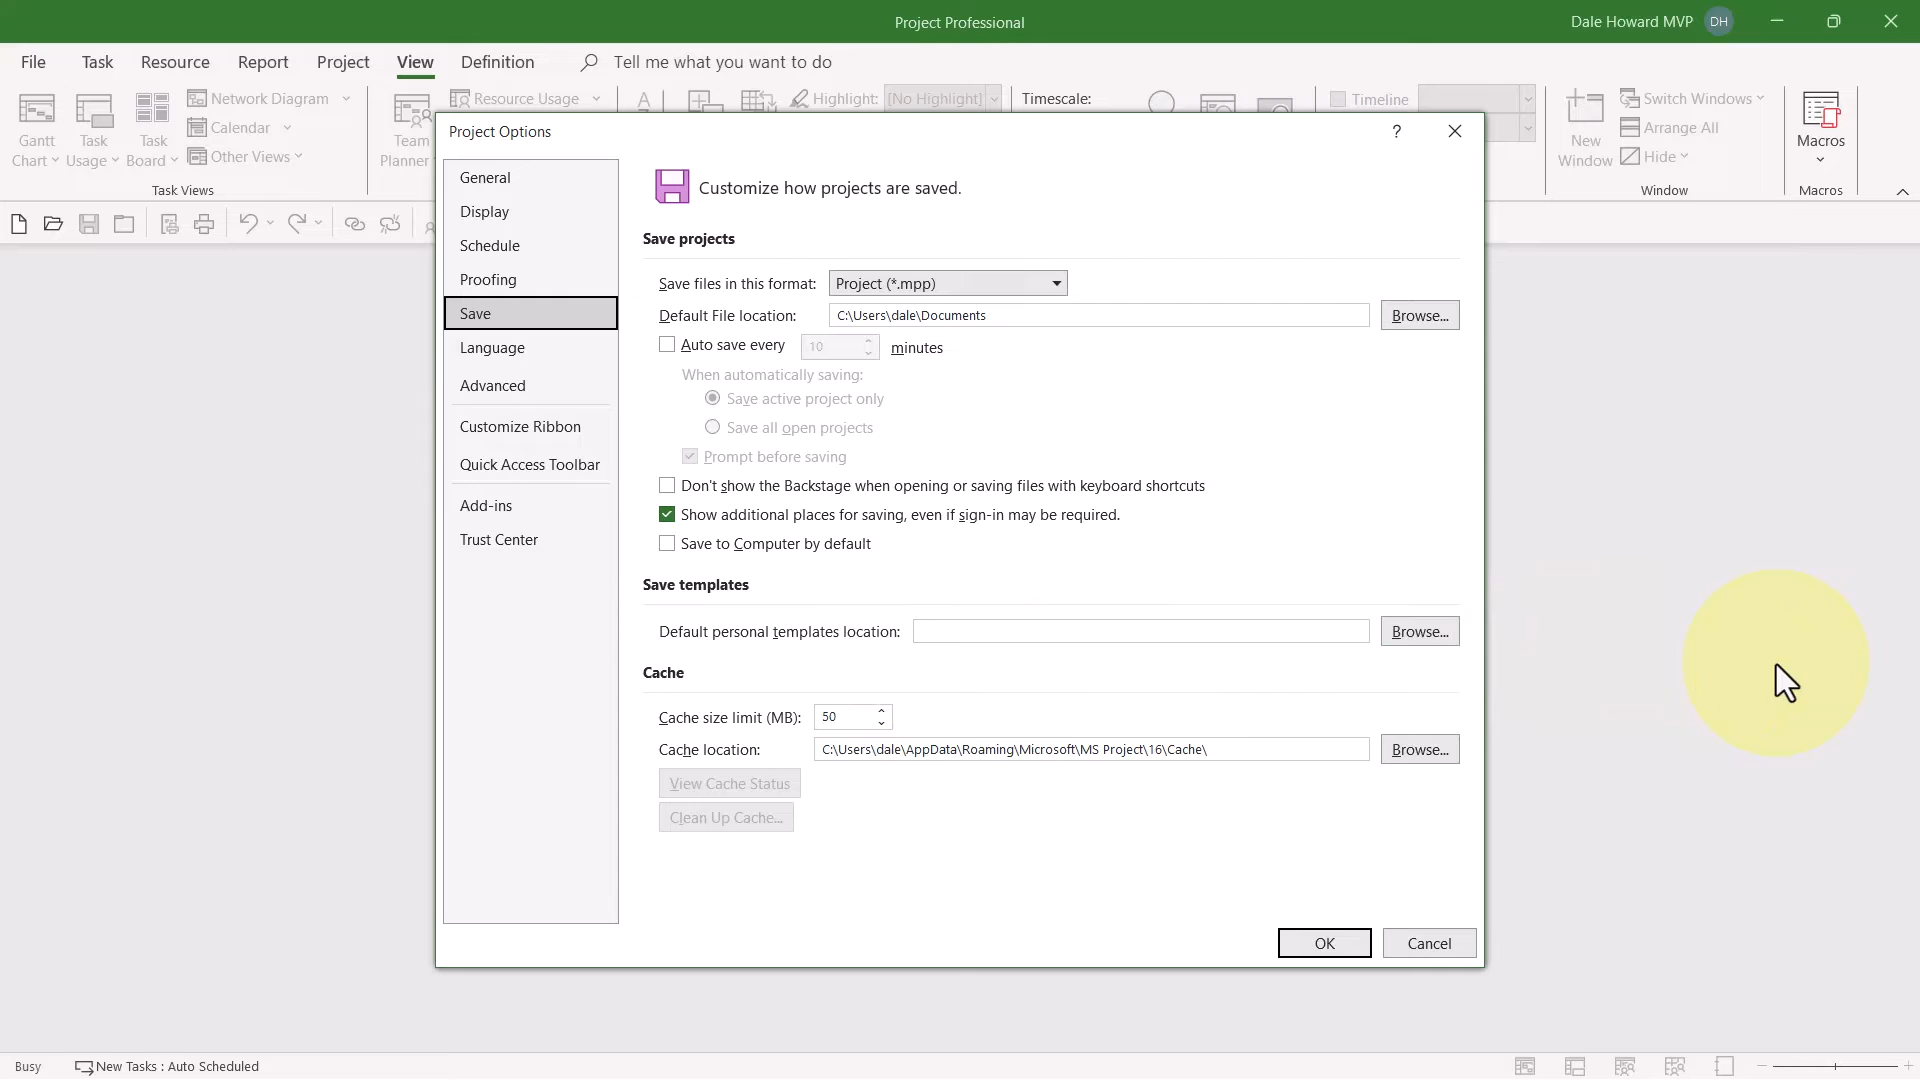 Project Professional
Dale Howard MVP DH
File Task Resource Report Project View Definition Tell me what you want to do
Gantt Chart
Task Usage
Task Board
Network Diagram
Calendar
Other Views
Task Views
Team Planner
Resource Usage
A
Highlight: [No Highlight]
Timescale:
Timeline
New Window
Switch Windows
Arrange All
Hide
Window
Macros
Macros
Project Options ?
General
Display
Schedule
Proofing
Save
Language
Advanced
Customize Ribbon
Quick Access Toolbar
Add-ins
Trust Center
Customize how projects are saved.
Save projects
Save files in this format: Project (*.mpp)
Default File location: C:\Users\dale\Documents Browse...
Auto save every 10 minutes
When automatically saving:
Save active project only
Save all open projects
Prompt before saving
Don't show the Backstage when opening or saving files with keyboard shortcuts
Show additional places for saving, even if sign-in may be required.
Save to Computer by default
Save templates
Default personal templates location: Browse...
Cache
Cache size limit (MB): 50
Cache location: C:\Users\dale\AppData\Roaming\Microsoft\MS Project\16\Cache\ Browse...
View Cache Status
Clean Up Cache...
OK Cancel
Busy New Tasks : Auto Scheduled